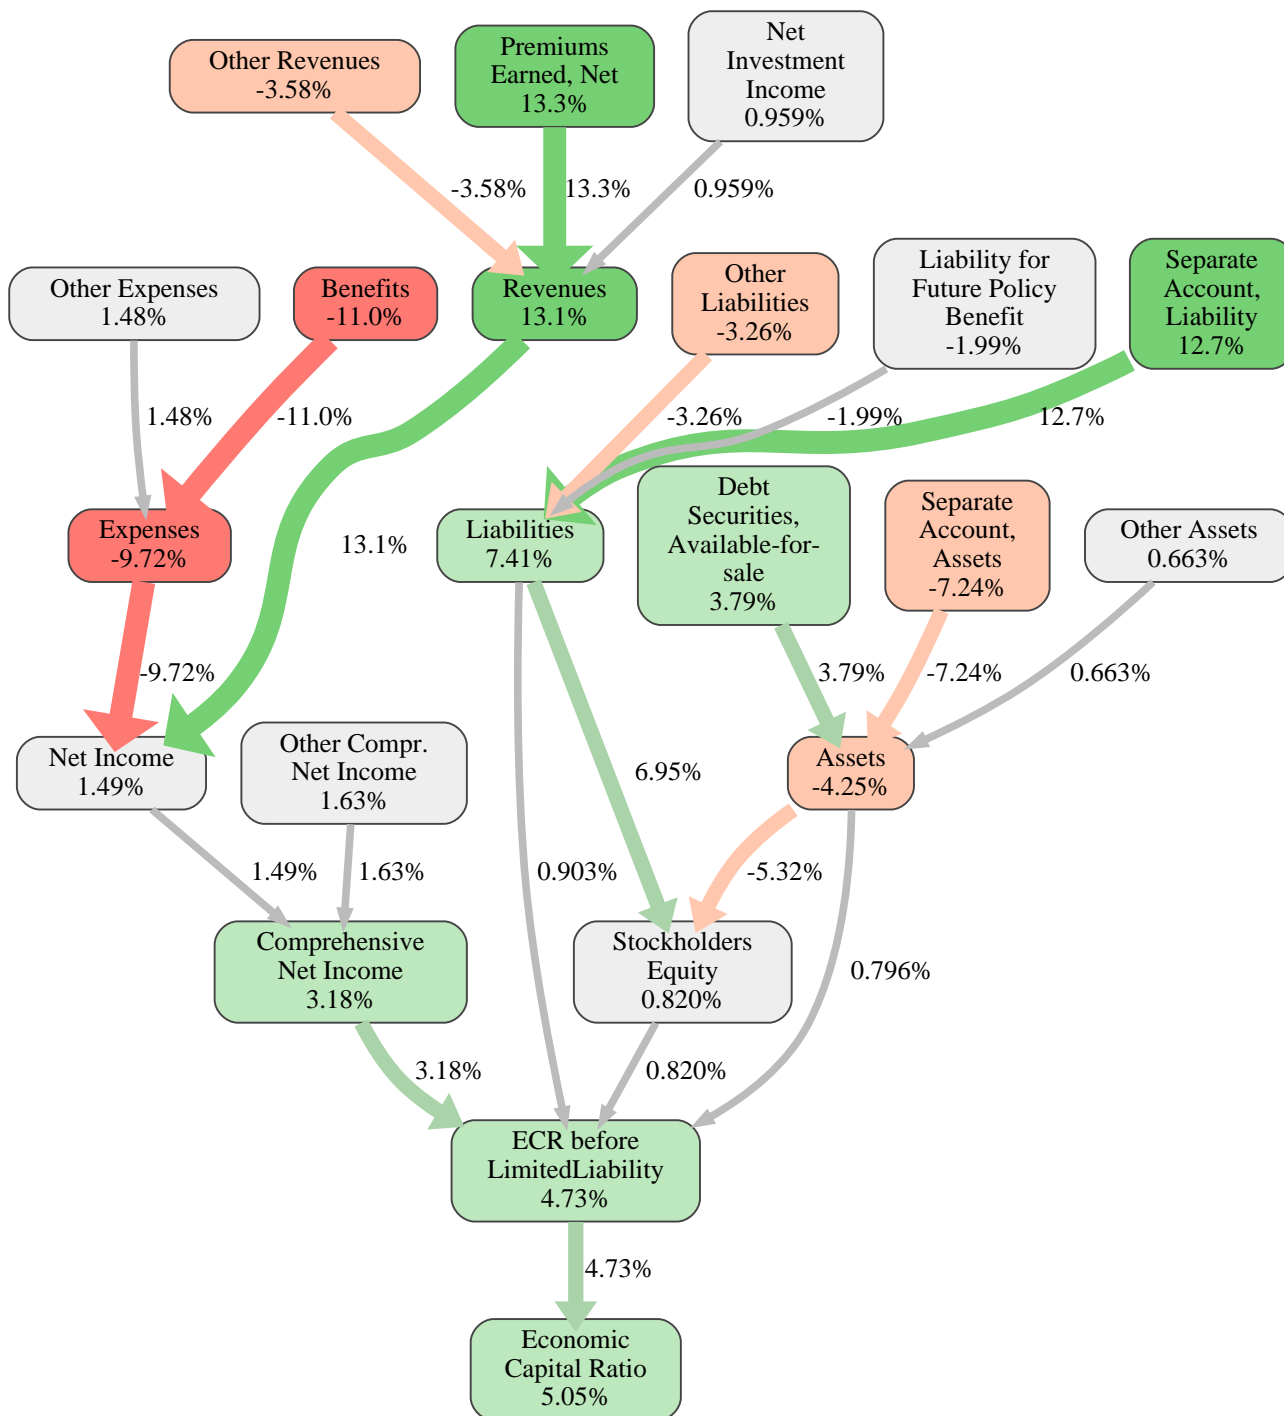 Other Revenues
-3.58%
Premiums
Earned, Net
13.3%
Net
Investment
Income
0.959%
-3.58%
13.3%
0.959%
Other Expenses
1.48%
Benefits
-11.0%
Revenues
13.1%
Other
Liabilities
-3.26%
Liability for
Future Policy
Benefit
-1.99%
Separate
Account,
Liability
12.7%
1.48%
-11.0%
-3.26%
-1.99%
12.7%
Expenses
-9.72%
13.1%
Liabilities
7.41%
Debt
Securities,
Available-for-
sale
3.79%
Separate
Account,
Assets
-7.24%
Other Assets
0.663%
-9.72%
3.79%
-7.24%
0.663%
Net Income
1.49%
Other Compr.
Net Income
1.63%
6.95%
Assets
-4.25%
1.49%
1.63%
0.903%
-5.32%
Comprehensive
Net Income
3.18%
Stockholders
Equity
0.820%
0.796%
3.18%
0.820%
ECR before
LimitedLiability
4.73%
4.73%
Economic
Capital Ratio
5.05%